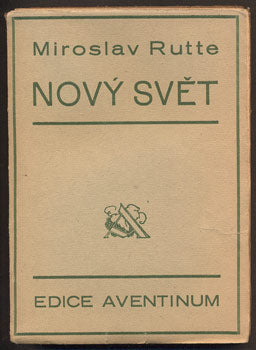 Miroslav Rutte
NOVÝ SVĚT
EDICE AVENTINUM